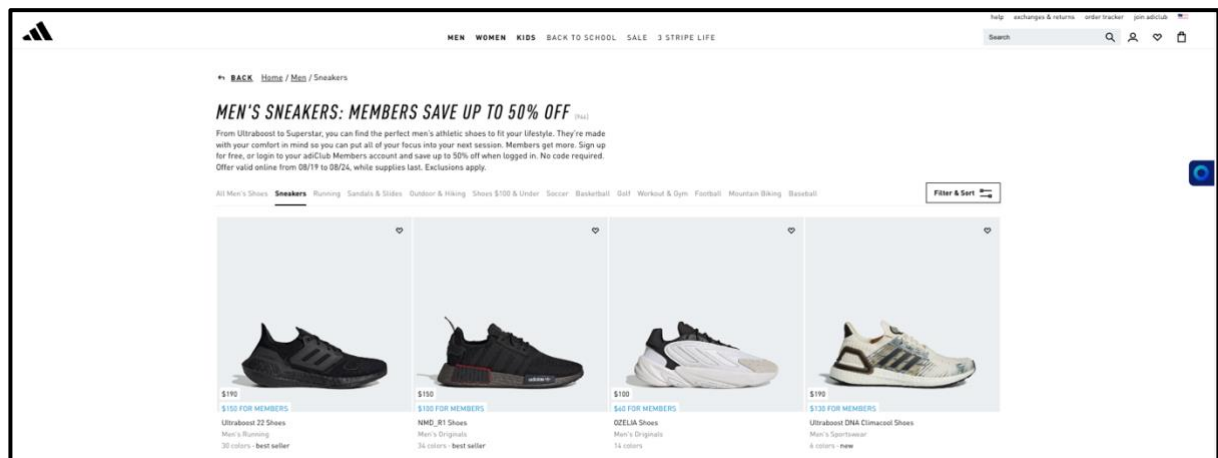 help exchanges & returns order tracker join adiclub
MEN WOMEN KIDS BACK TO SCHOOL SALE 3 STRIPE LIFE
Search
BACK Home / Men / Sneakers
MEN'S SNEAKERS: MEMBERS SAVE UP TO 50% OFF
From Ultraboost to Superstar, you can find the perfect men's athletic shoes to fit your lifestyle. They're made
with your comfort in mind so you can put all of your focus into your next session. Members get more. Sign up
for free, or login to your adiClub Members account and save up to 50% off when logged in. No code required.
Offer valid online from 08/19 to 08/24, while supplies last. Exclusions apply.
All Men's Shoes Sneakers Running Sandals & Slides Outdoor & Hiking Shoes $100 & Under Soccer Basketball Golf Workout & Gym Football Mountain Biking Baseball
Filter & Sort
$190
$150 FOR MEMBERS
Ultraboost 22 Shoes
Men's Running
30 colors · best seller
$150
$100 FOR MEMBERS
NMD_R1 Shoes
Men's Originals
34 colors · best seller
$100
$60 FOR MEMBERS
OZELIA Shoes
Men's Originals
14 colors
$190
$130 FOR MEMBERS
Ultraboost DNA Climacool Shoes
Men's Sportswear
6 colors · new